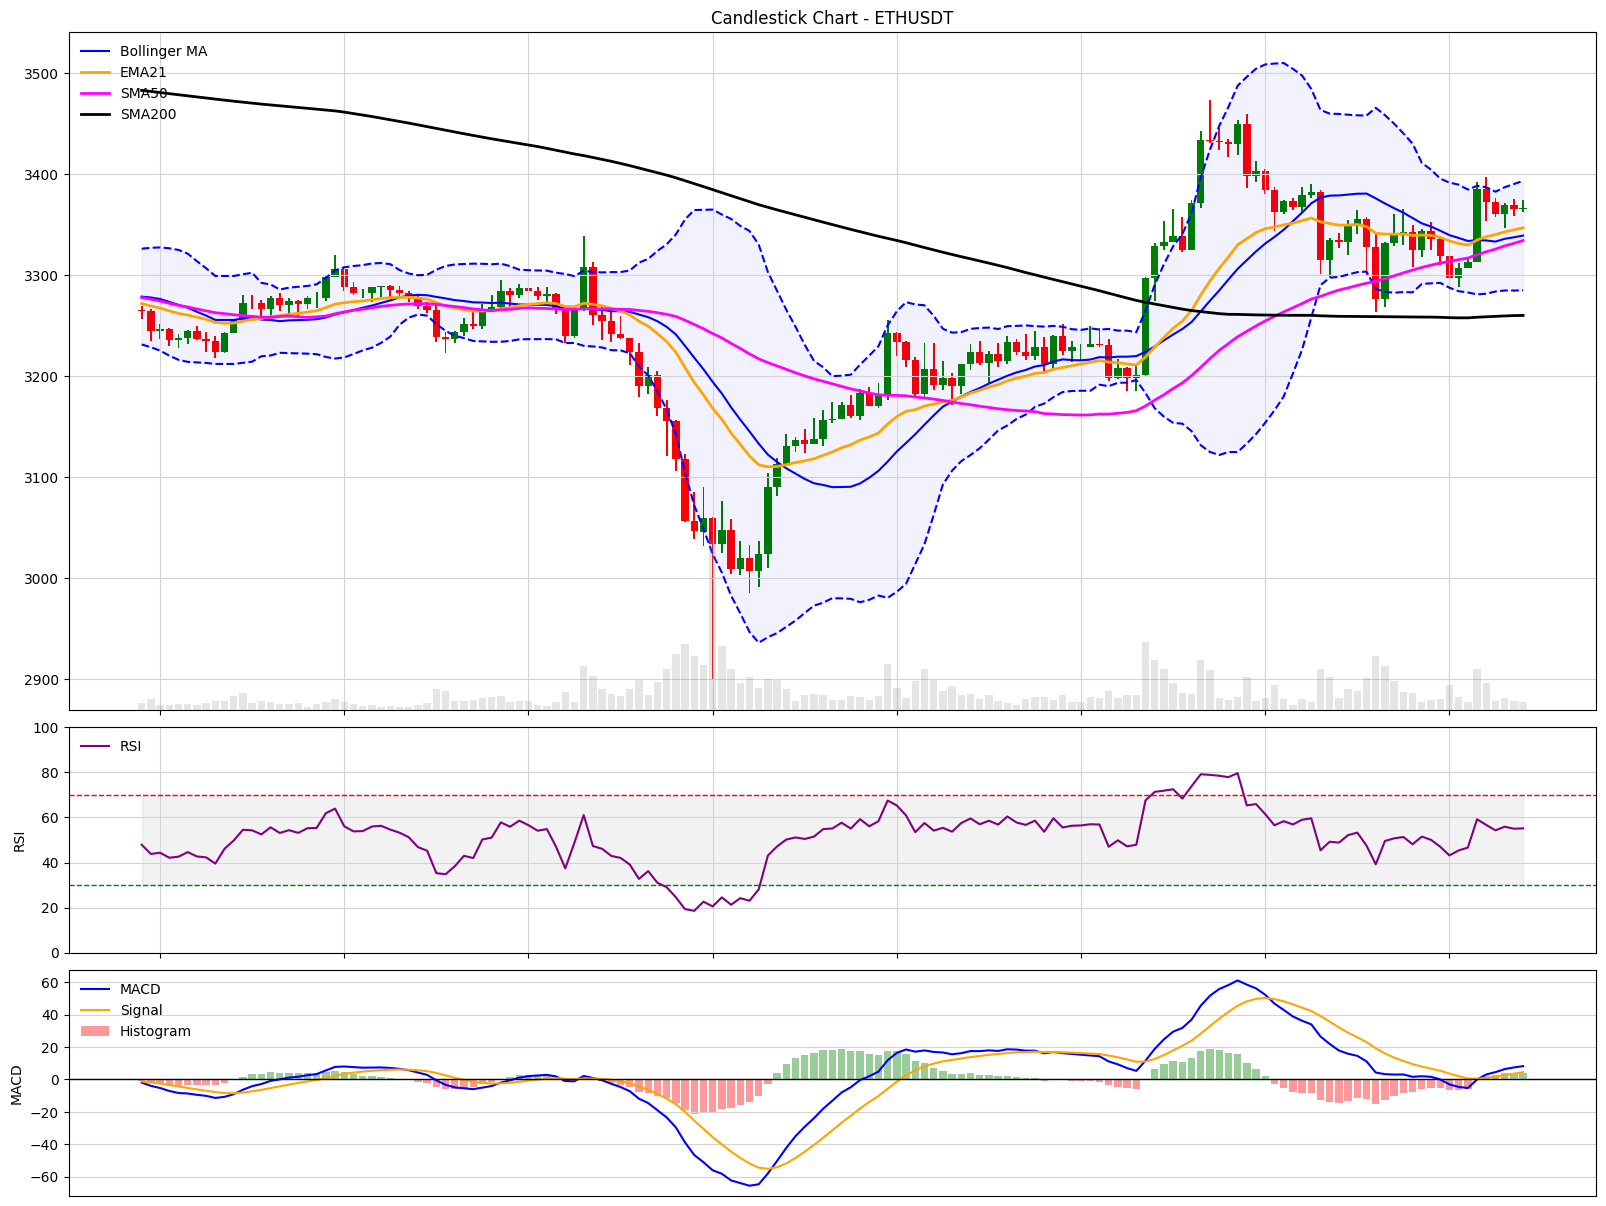 Candlestick Chart - ETHUSDT
Bollinger MA
EMA21
SMA50
SMA200
3500
3400
3300
3200
3100
3000
2900
RSI
100
80
60
40
20
0
RSI
MACD
Signal
Histogram
60
40
20
0
−20
−40
−60
MACD